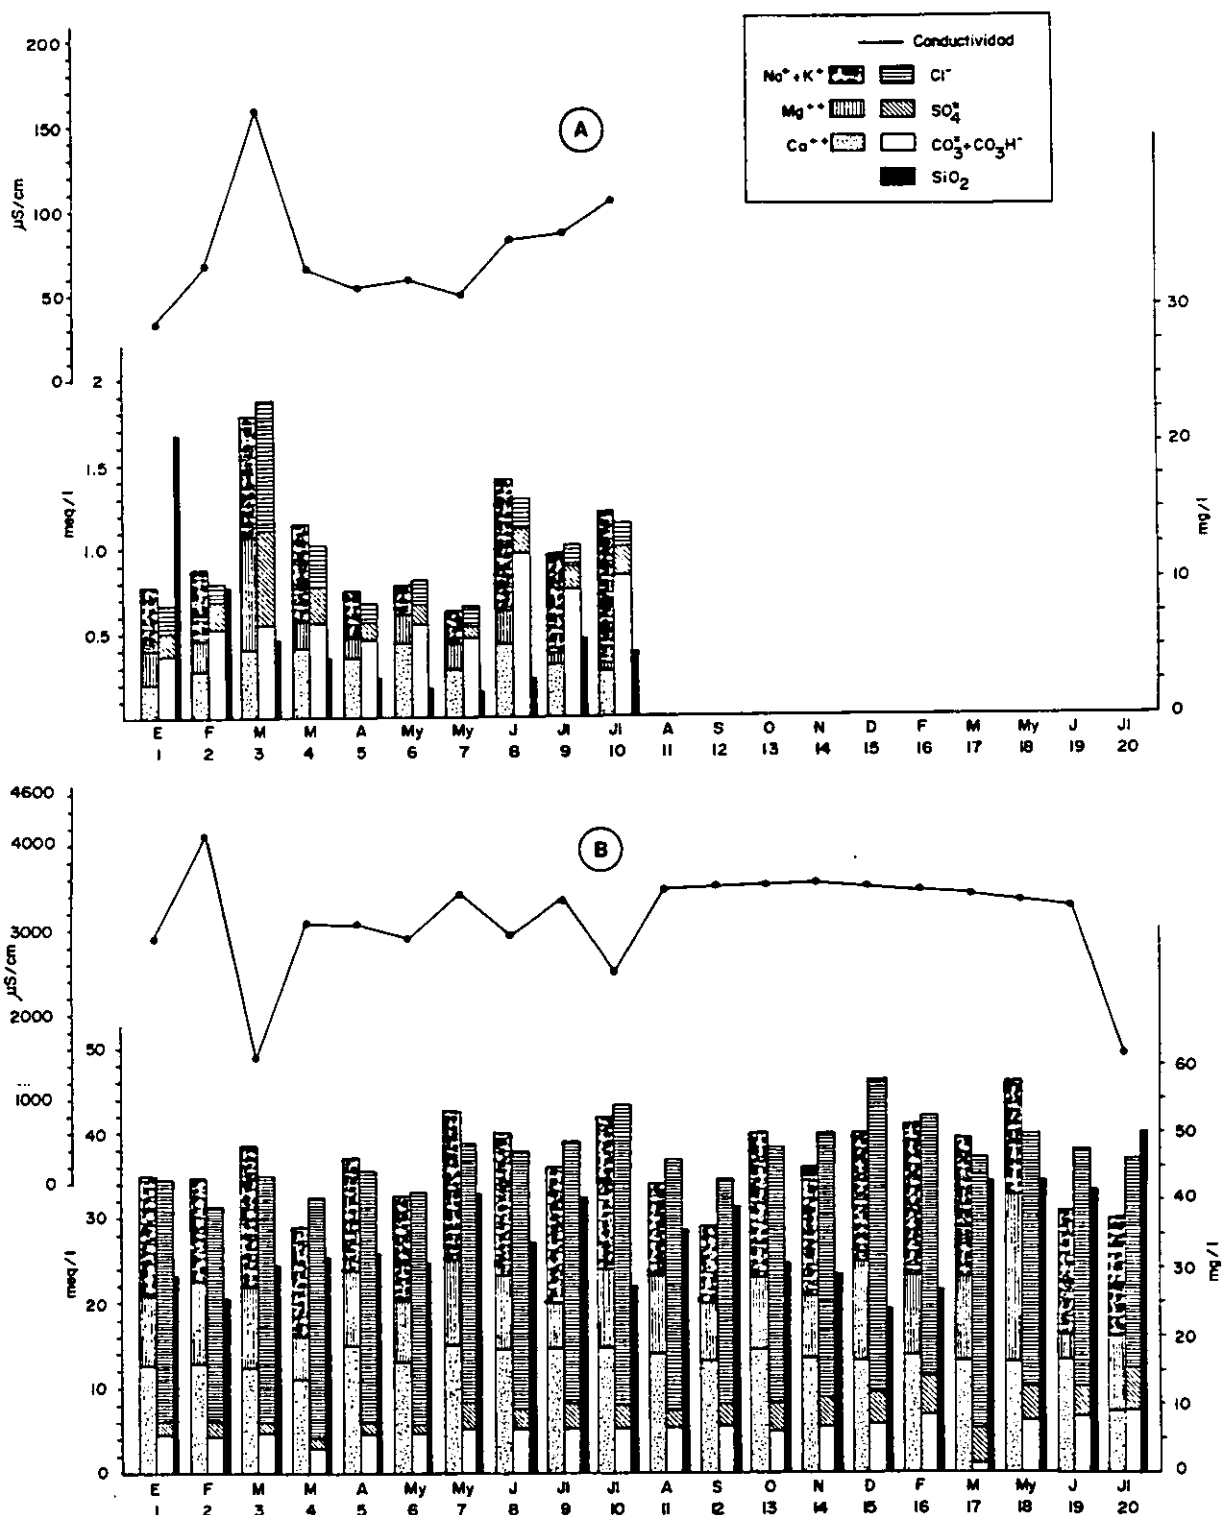 Conductividad
Na⁺+K⁺ Cl⁻
Mg⁺⁺ SO₄⁼
Ca⁺⁺ CO₃⁼+CO₃H⁻
SiO₂
A
200
150
100
50
0
µS/cm
2
1.5
1.0
0.5
meq/l
30
20
10
0
mg/l
E F M M A My My J Jl Jl A S O N D F M My J Jl
1 2 3 4 5 6 7 8 9 10 11 12 13 14 15 16 17 18 19 20
B
4600
4000
3000
2000
1000
0
µS/cm
50
40
30
20
10
0
meq/l
60
50
40
30
20
10
0
mg/l
E F M M A My My J Jl Jl A S O N D F M My J Jl
1 2 3 4 5 6 7 8 9 10 11 12 13 14 15 16 17 18 19 20